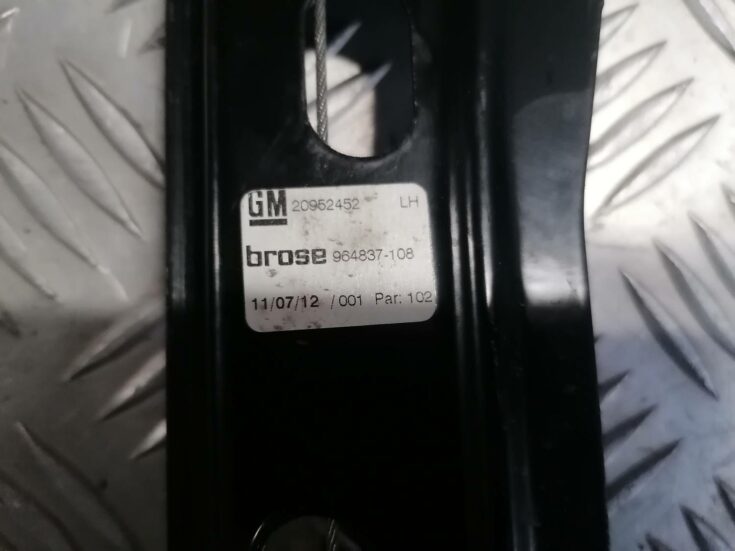 GM 20952452 LH
brose 964837-108
11/07/12 /001 Par: 102